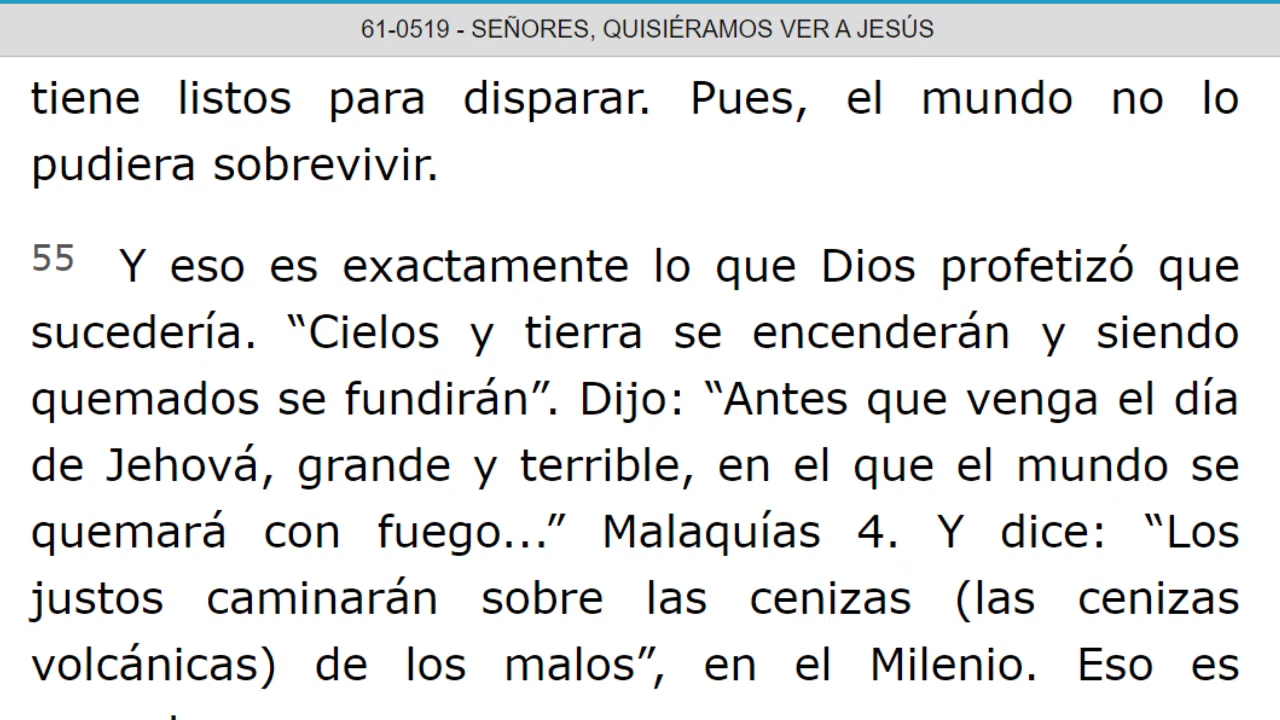 61-0519 - SEÑORES, QUISIÉRAMOS VER A JESÚS
tiene listos para disparar. Pues, el mundo no lo
pudiera sobrevivir.
55 Y eso es exactamente lo que Dios profetizó que
sucedería. “Cielos y tierra se encenderán y siendo
quemados se fundirán”. Dijo: “Antes que venga el día
de Jehová, grande y terrible, en el que el mundo se
quemará con fuego...” Malaquías 4. Y dice: “Los
justos caminarán sobre las cenizas (las cenizas
volcánicas) de los malos”, en el Milenio. Eso es